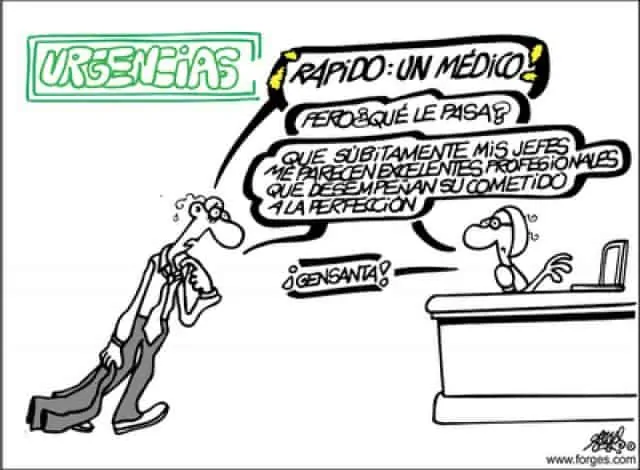 URGENCIAS
RÁPIDO: UN MÉDICO!
PERO ¿QUÉ LE PASA?
QUE SÚBITAMENTE MIS JEFES
ME PARECEN EXCELENTES PROFESIONALES
QUE DESEMPEÑAN SU COMETIDO
A LA PERFECCIÓN
¡GENSANTA!
www.forges.com